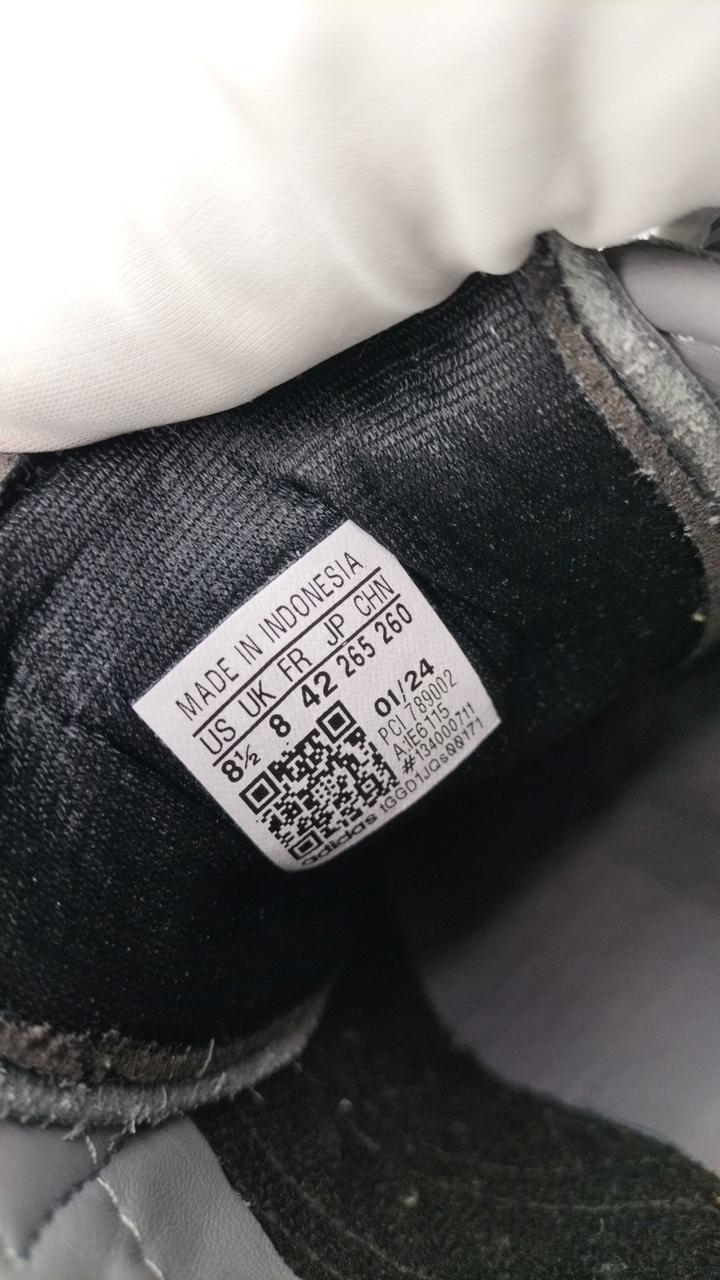 MADE IN INDONESIA
US UK FR JP CHN
8½ 8 42 265 260
01/24
PCI 789002
A:IE6115
#134000711
adidas 1GGD1JQs08171